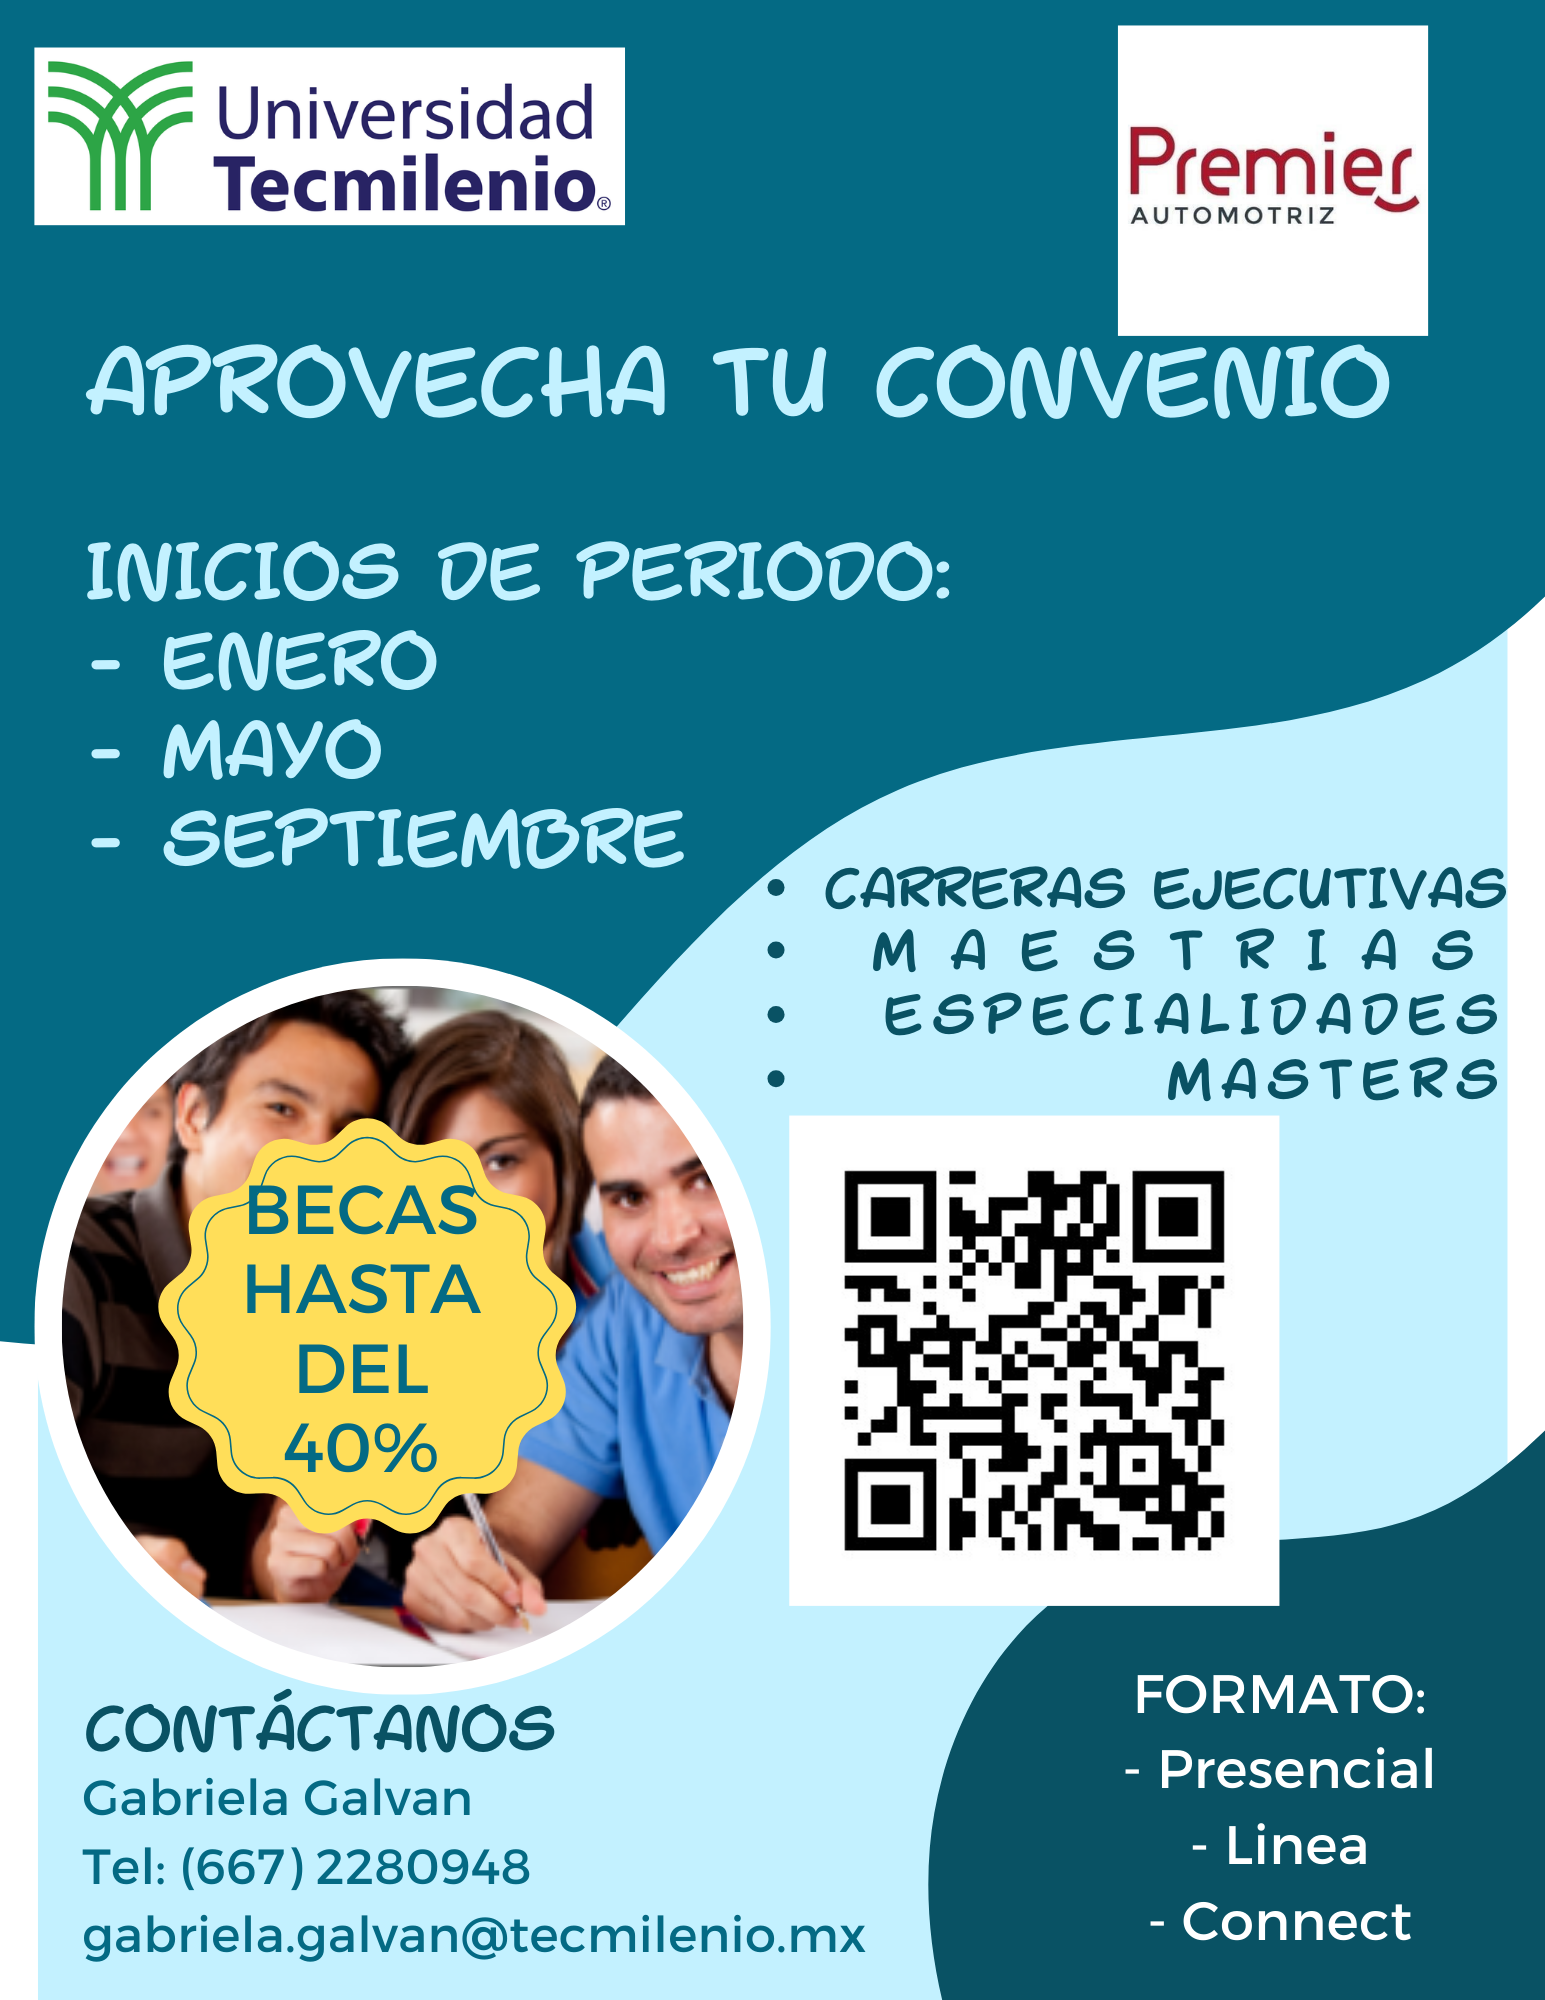 Universidad
Tecmilenio®
Premier
AUTOMOTRIZ
APROVECHA TU CONVENIO
INICIOS DE PERIODO:
- ENERO
- MAYO
- SEPTIEMBRE
• CARRERAS EJECUTIVAS
• MAESTRIAS
• ESPECIALIDADES
• MASTERS
BECAS
HASTA
DEL
40%
CONTÁCTANOS
Gabriela Galvan
Tel: (667) 2280948
gabriela.galvan@tecmilenio.mx
FORMATO:
- Presencial
- Linea
- Connect